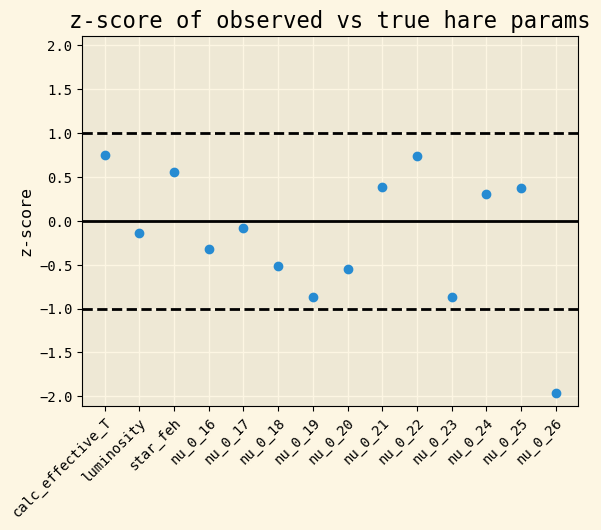 z-score of observed vs true hare params
z-score
2.0
1.5
1.0
0.5
0.0
−0.5
−1.0
−1.5
−2.0
calc_effective_T
luminosity
star_feh
nu_0_16
nu_0_17
nu_0_18
nu_0_19
nu_0_20
nu_0_21
nu_0_22
nu_0_23
nu_0_24
nu_0_25
nu_0_26